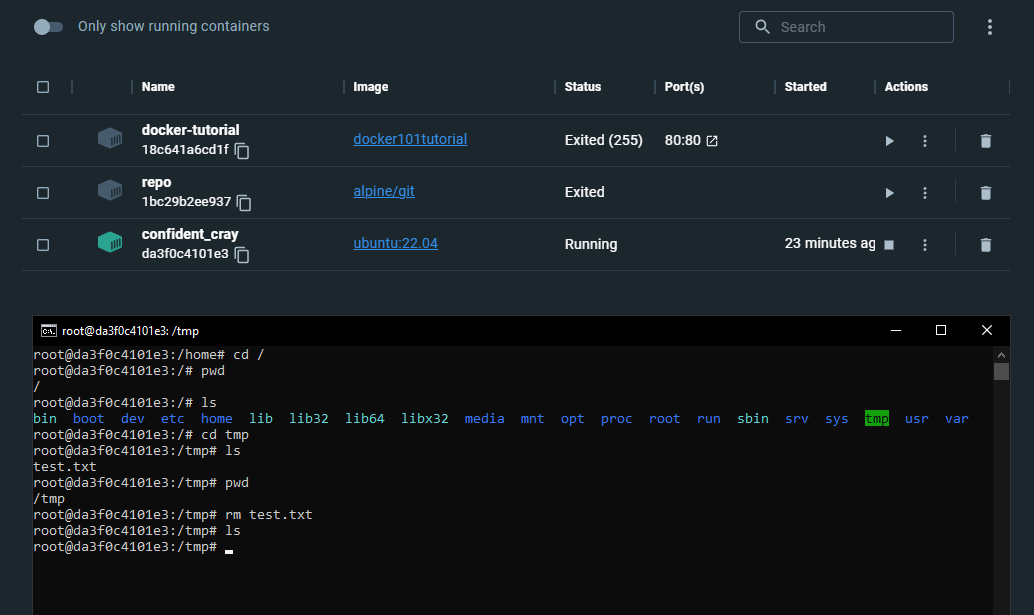 Only show running containers
Search
Name Image Status Port(s) Started Actions
docker-tutorial
18c641a6cd1f
docker101tutorial
Exited (255)
80:80
repo
1bc29b2ee937
alpine/git
Exited
confident_cray
da3f0c4101e3
ubuntu:22.04
Running
23 minutes ag
C:\. root@da3f0c4101e3: /tmp
root@da3f0c4101e3:/home# cd /
root@da3f0c4101e3:/# pwd
/
root@da3f0c4101e3:/# ls
bin boot dev etc home lib lib32 lib64 libx32 media mnt opt proc root run sbin srv sys tmp usr var
root@da3f0c4101e3:/# cd tmp
root@da3f0c4101e3:/tmp# ls
test.txt
root@da3f0c4101e3:/tmp# pwd
/tmp
root@da3f0c4101e3:/tmp# rm test.txt
root@da3f0c4101e3:/tmp# ls
root@da3f0c4101e3:/tmp#